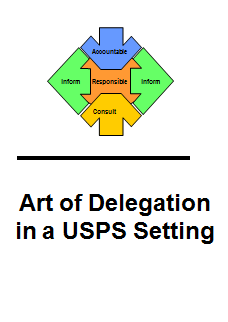 Accountable
Inform Responsible Inform
Consult
Art of Delegation
in a USPS Setting